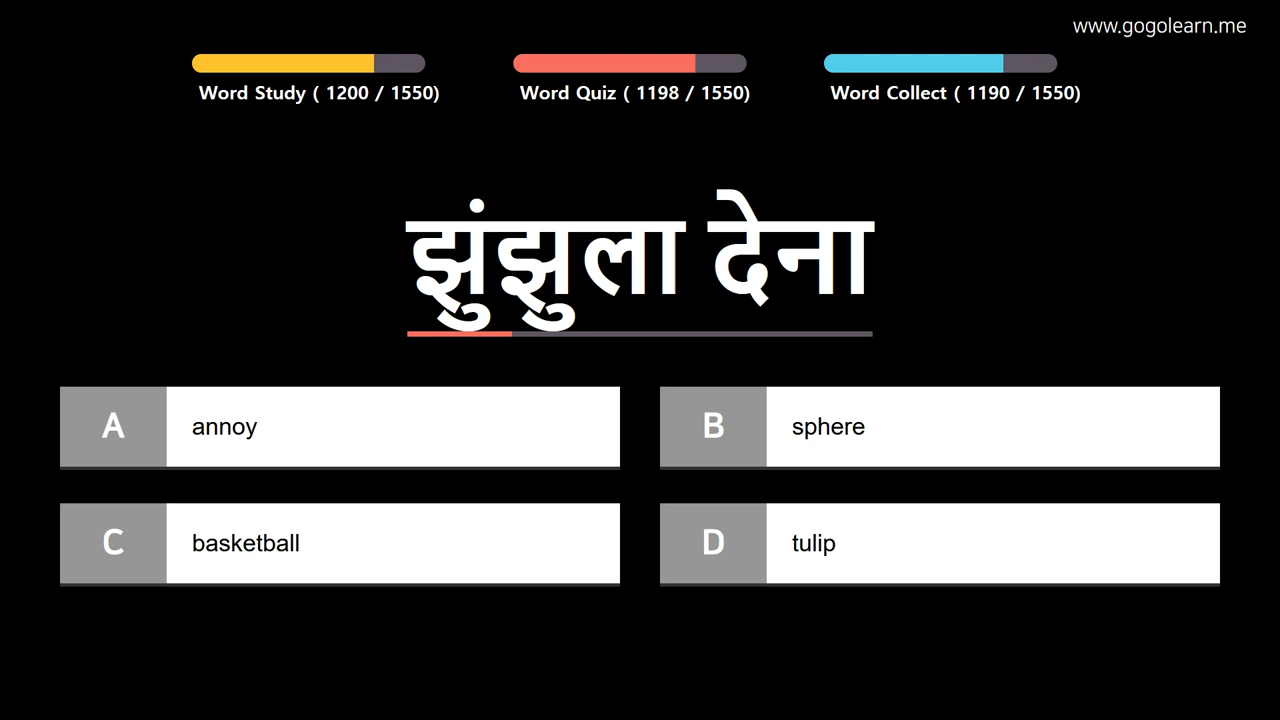 www.gogolearn.me
Word Study ( 1200 / 1550)
Word Quiz ( 1198 / 1550)
Word Collect ( 1190 / 1550)
झुंझुला देना
A annoy
B sphere
C basketball
D tulip